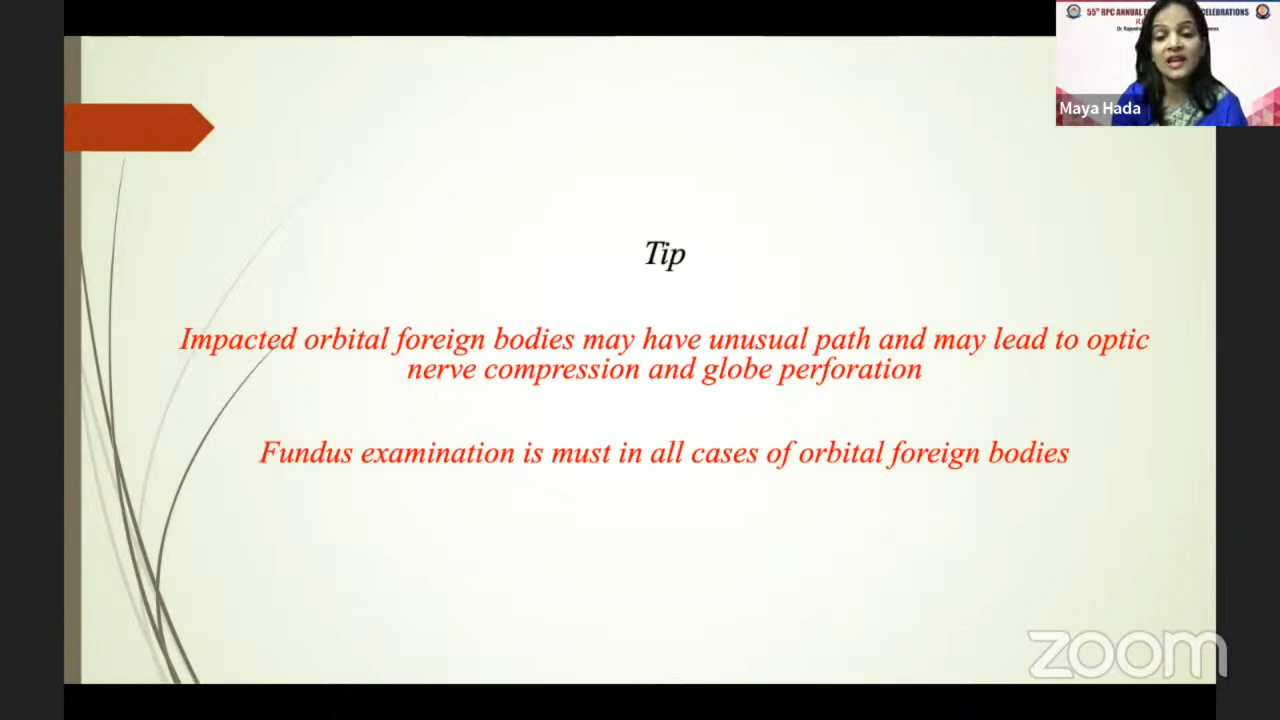 55th RPC ANNUAL
CELEBRATIONS
Maya Hada
Tip
Impacted orbital foreign bodies may have unusual path and may lead to optic
nerve compression and globe perforation
Fundus examination is must in all cases of orbital foreign bodies
zoom